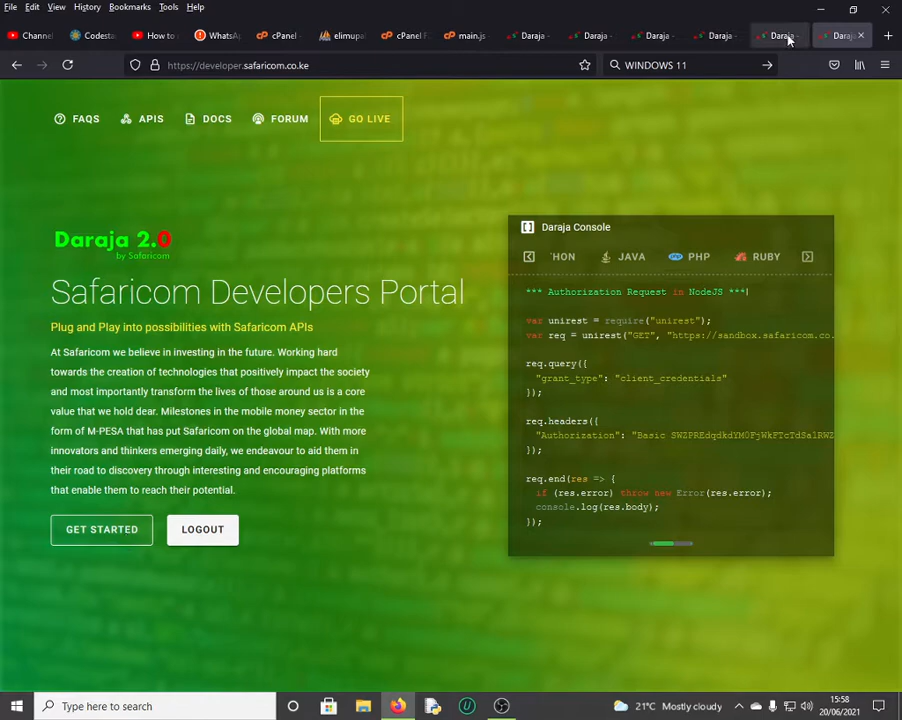 File Edit View History Bookmarks Tools Help
Channel Codesta How to WhatsA cPanel - elimupal cPanel F main.js - Daraja - Daraja - Daraja - Daraja - Daraja - Daraja
https://developer.safaricom.co.ke WINDOWS 11
FAQS APIS DOCS FORUM GO LIVE
Daraja 2.0
by Safaricom
Safaricom Developers Portal
Plug and Play into possibilities with Safaricom APIs
At Safaricom we believe in investing in the future. Working hard
towards the creation of technologies that positively impact the society
and most importantly transform the lives of those around us is a core
value that we hold dear. Milestones in the mobile money sector in the
form of M-PESA that has put Safaricom on the global map. With more
innovators and thinkers emerging daily, we endeavour to aid them in
their road to discovery through interesting and encouraging platforms
that enable them to reach their potential.
GET STARTED LOGOUT
Daraja Console
'HON JAVA PHP RUBY
*** Authorization Request in NodeJS ***|
var unirest = require("unirest");
var req = unirest("GET", "https://sandbox.safaricom.co.
req.query({
"grant_type": "client_credentials"
});
req.headers({
"Authorization": "Basic
});
req.end(res => {
if (res.error) throw new Error(res.error);
console.log(res.body);
});
Type here to search
21°C Mostly cloudy
15:58
20/06/2021